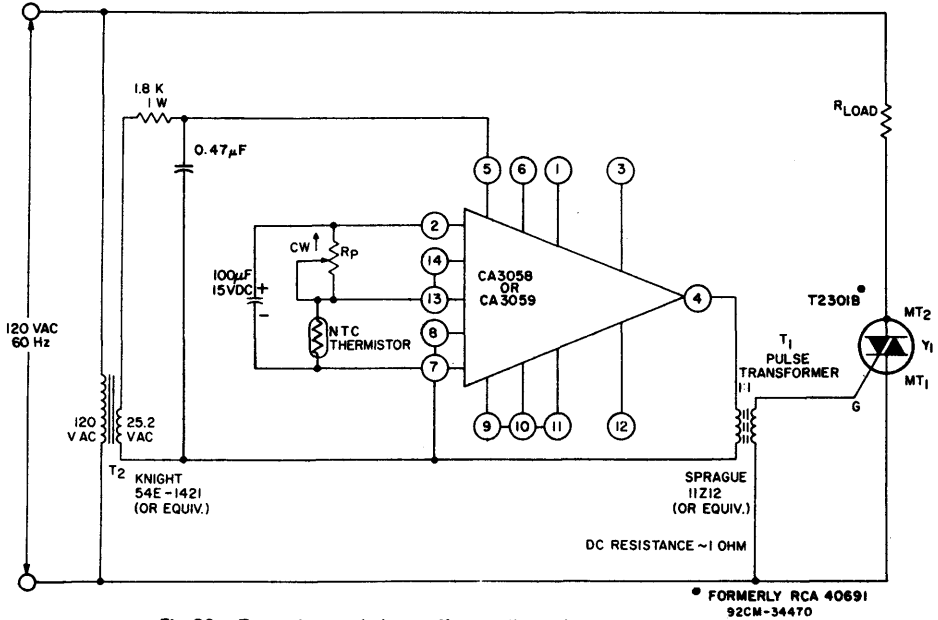 1.8 K
1 W
0.47µF
R LOAD
5
6
1
3
2
CW
RP
14
100µF
15VDC
+
-
13
NTC
THERMISTOR
8
7
CA3058
OR
CA3059
4
T2301B
MT2
Y1
MT1
G
T1
PULSE
TRANSFORMER
1:1
120 VAC
60 Hz
120
V AC
25.2
VAC
T2
9
10
11
12
KNIGHT
54E-1421
(OR EQUIV.)
SPRAGUE
11Z12
(OR EQUIV.)
DC RESISTANCE ~1 OHM
• FORMERLY RCA 40691
92CM-34470